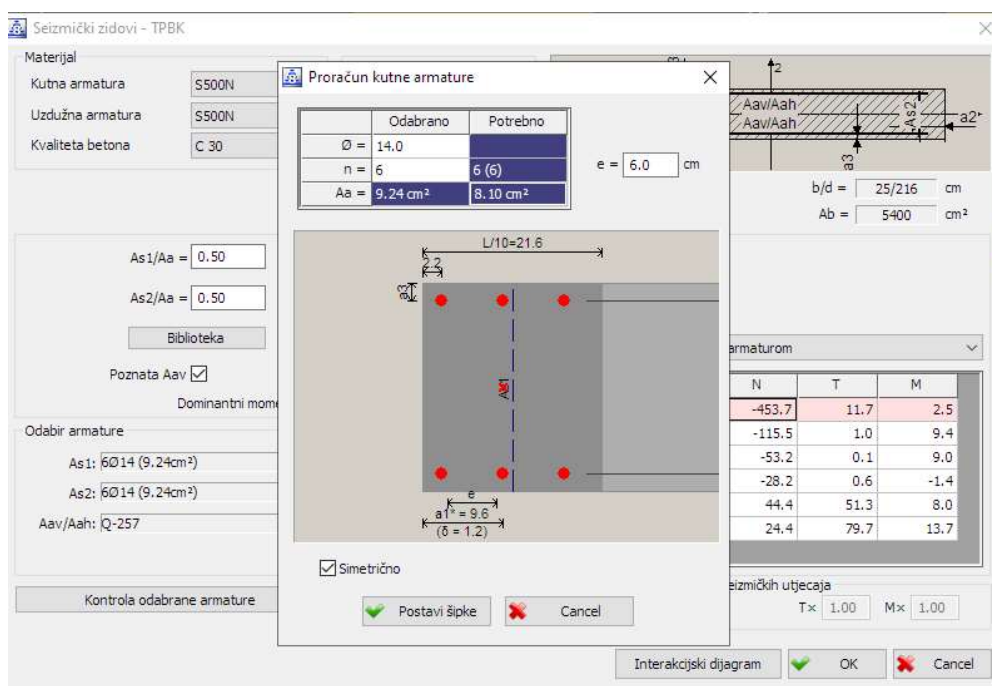 Seizmički zidovi - TPBK
Materijal
Kutna armatura S500N
Uzdužna armatura S500N
Kvaliteta betona C 30
As1/Aa = 0.50
As2/Aa = 0.50
Biblioteka
Poznata Aav
Dominantni mome
Odabir armature
As1: 6Ø14 (9.24cm²)
As2: 6Ø14 (9.24cm²)
Aav/Aah: Q-257
Kontrola odabrane armature
Proračun kutne armature
Odabrano Potrebno
Ø = 14.0
n = 6 6 (6)
Aa = 9.24 cm² 8.10 cm²
e = 6.0 cm
L/10=21.6
2.2
a3
As1
e
a1* = 9.6
(δ = 1.2)
Simetrično
Postavi šipke Cancel
2
Aav/Aah
Aav/Aah
As2
a2*
a3
b/d = 25/216 cm
Ab = 5400 cm²
armaturom
N T M
-453.7 11.7 2.5
-115.5 1.0 9.4
-53.2 0.1 9.0
-28.2 0.6 -1.4
44.4 51.3 8.0
24.4 79.7 13.7
eizmičkih utjecaja
T× 1.00 M× 1.00
Interakcijski dijagram OK Cancel